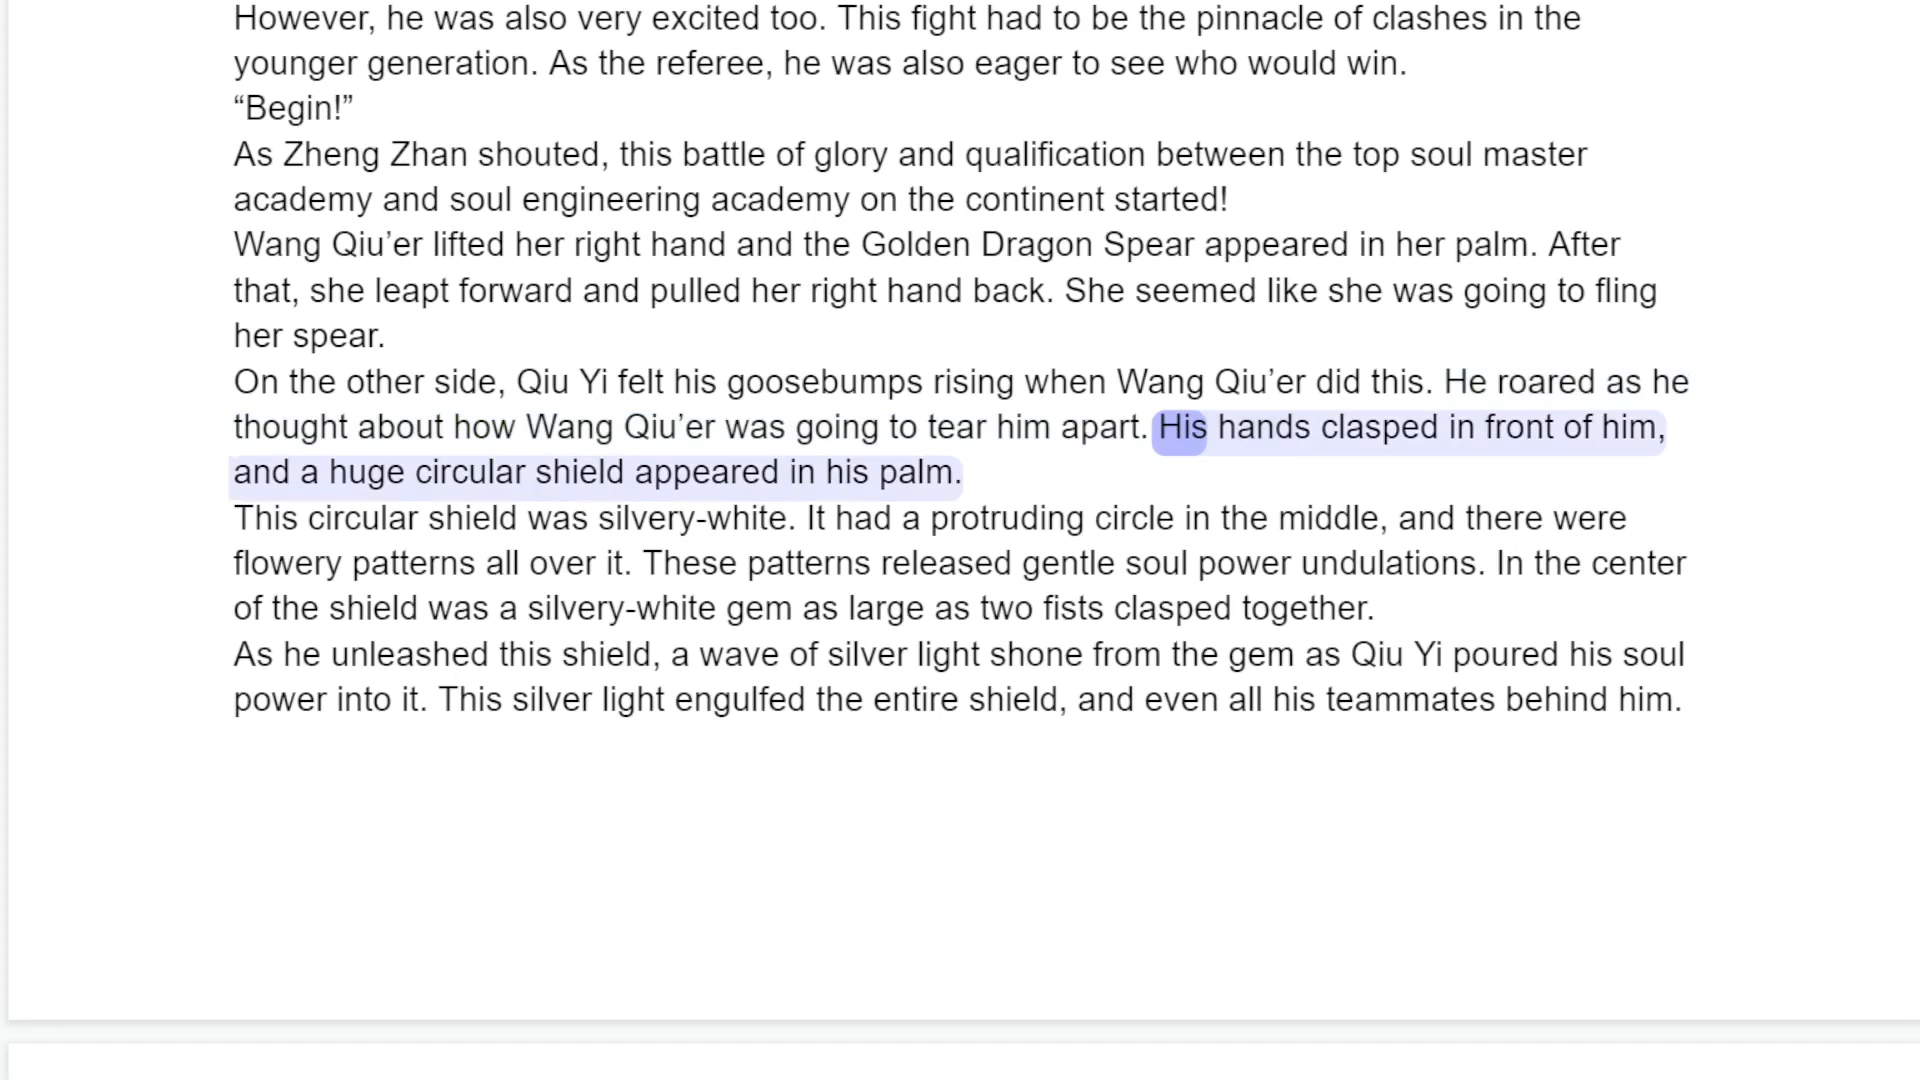 However, he was also very excited too. This fight had to be the pinnacle of clashes in the
younger generation. As the referee, he was also eager to see who would win.
“Begin!”
As Zheng Zhan shouted, this battle of glory and qualification between the top soul master
academy and soul engineering academy on the continent started!
Wang Qiu’er lifted her right hand and the Golden Dragon Spear appeared in her palm. After
that, she leapt forward and pulled her right hand back. She seemed like she was going to fling
her spear.
On the other side, Qiu Yi felt his goosebumps rising when Wang Qiu’er did this. He roared as he
thought about how Wang Qiu’er was going to tear him apart. His hands clasped in front of him,
and a huge circular shield appeared in his palm.
This circular shield was silvery-white. It had a protruding circle in the middle, and there were
flowery patterns all over it. These patterns released gentle soul power undulations. In the center
of the shield was a silvery-white gem as large as two fists clasped together.
As he unleashed this shield, a wave of silver light shone from the gem as Qiu Yi poured his soul
power into it. This silver light engulfed the entire shield, and even all his teammates behind him.